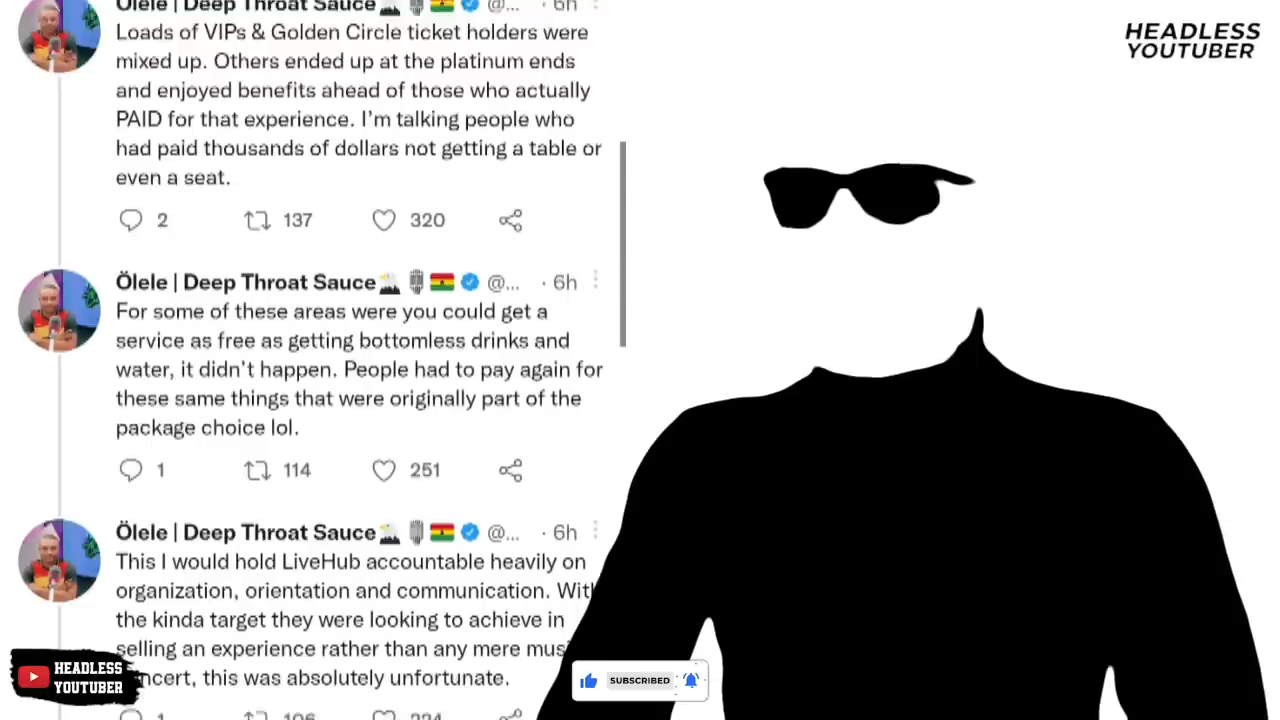 Ölele | Deep Throat Sauce @... · 6h
Loads of VIPs & Golden Circle ticket holders were
mixed up. Others ended up at the platinum ends
and enjoyed benefits ahead of those who actually
PAID for that experience. I'm talking people who
had paid thousands of dollars not getting a table or
even a seat.
2 137 320
Ölele | Deep Throat Sauce @... · 6h
For some of these areas were you could get a
service as free as getting bottomless drinks and
water, it didn't happen. People had to pay again for
these same things that were originally part of the
package choice lol.
1 114 251
Ölele | Deep Throat Sauce @... · 6h
This I would hold LiveHub accountable heavily on
organization, orientation and communication. With
the kinda target they were looking to achieve in
selling an experience rather than any mere
this was absolutely unfortunate.
1 106
HEADLESS
YOUTUBER
HEADLESS
YOUTUBER
SUBSCRIBED